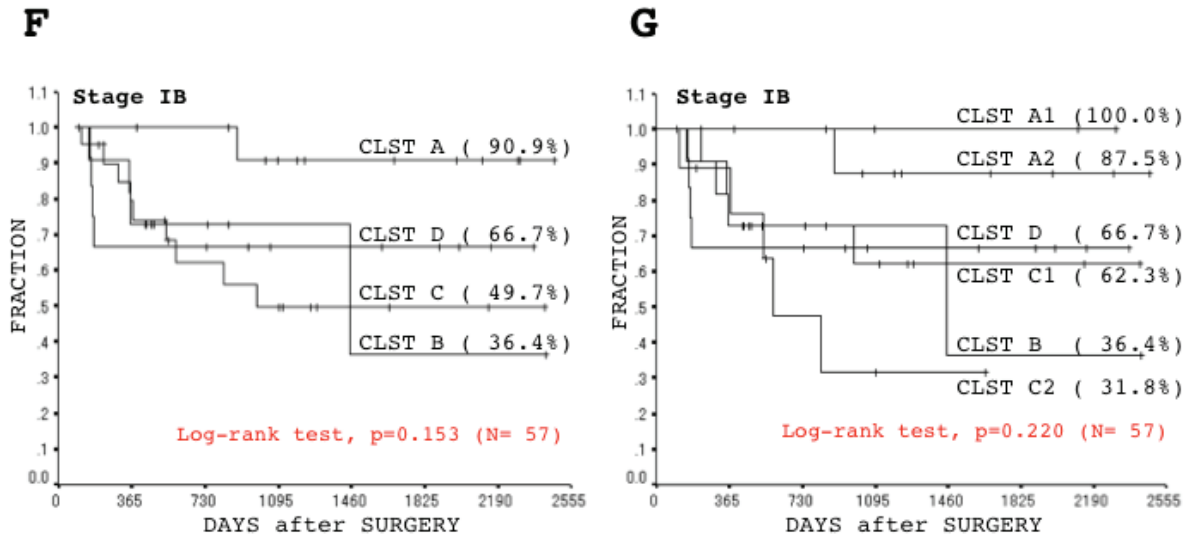 F
Stage IB
1.1
1.0
.9
.8
.7
.6
.5
.4
.3
.2
.1
0.0
FRACTION
CLST A ( 90.9%)
CLST D ( 66.7%)
CLST C ( 49.7%)
CLST B ( 36.4%)
Log-rank test, p=0.153 (N= 57)
0 365 730 1095 1460 1825 2190 2555
DAYS after SURGERY
G
Stage IB
1.1
1.0
.9
.8
.7
.6
.5
.4
.3
.2
.1
0.0
FRACTION
CLST A1 (100.0%)
CLST A2 ( 87.5%)
CLST D ( 66.7%)
CLST C1 ( 62.3%)
CLST B ( 36.4%)
CLST C2 ( 31.8%)
Log-rank test, p=0.220 (N= 57)
0 365 730 1095 1460 1825 2190 2555
DAYS after SURGERY